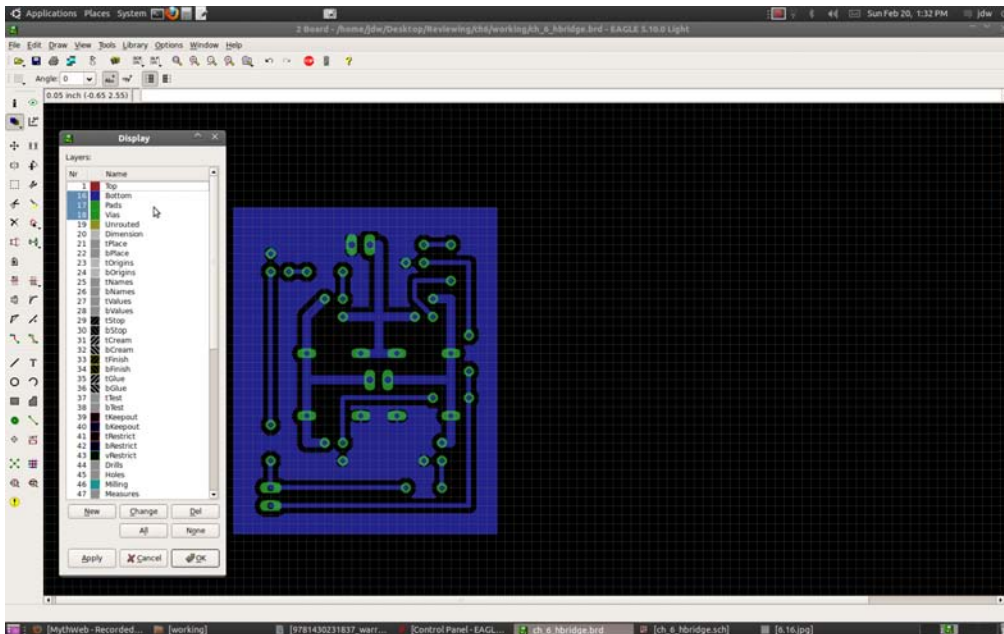 Applications Places System
Sun Feb 20, 1:32 PM jdw
2 Board - /home/jdw/Desktop/Reviewing/ch6/working/ch_6_hbridge.brd - EAGLE 5.10.0 Light
File Edit Draw View Tools Library Options Window Help
Angle: 0
0.05 inch (-0.65 2.55)
Display
Layers:
Nr Name
1 Top
16 Bottom
17 Pads
18 Vias
19 Unrouted
20 Dimension
21 tPlace
22 bPlace
23 tOrigins
24 bOrigins
25 tNames
26 bNames
27 tValues
28 bValues
29 tStop
30 bStop
31 tCream
32 bCream
33 tFinish
34 bFinish
35 tGlue
36 bGlue
37 tTest
38 bTest
39 tKeepout
40 bKeepout
41 tRestrict
42 bRestrict
43 vRestrict
44 Drills
45 Holes
46 Milling
47 Measures
New Change Del
All None
Apply Cancel OK
[MythWeb - Recorded... [working] [9781430231837_warr... [Control Panel - EAGL... ch_6_hbridge.brd [ch_6_hbridge.sch] [6.16.jpg]